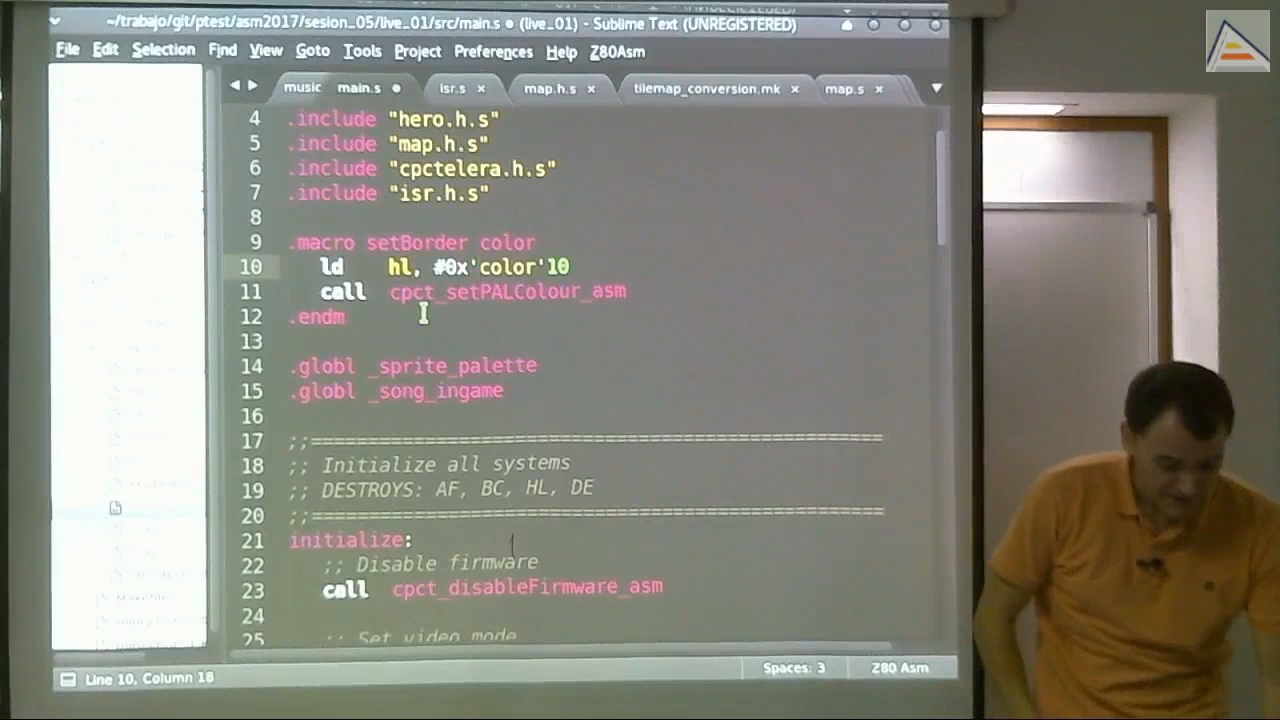 ~/trabajo/git/ptest/asm2017/sesion_05/live_01/src/main.s • (live_01) - Sublime Text (UNREGISTERED)
File Edit Selection Find View Goto Tools Project Preferences Help Z80Asm
music main.s isr.s map.h.s tilemap_conversion.mk map.s
4 .include "hero.h.s"
5 .include "map.h.s"
6 .include "cpctelera.h.s"
7 .include "isr.h.s"
8
9 .macro setBorder color
10 ld hl, #0x'color'10
11 call cpct_setPALColour_asm
12 .endm
13
14 .globl _sprite_palette
15 .globl _song_ingame
16
17 ;;====================================================
18 ;; Initialize all systems
19 ;; DESTROYS: AF, BC, HL, DE
20 ;;====================================================
21 initialize:
22 ;; Disable firmware
23 call cpct_disableFirmware_asm
24
25 ;; Set video mode
Line 10, Column 18 Spaces: 3 Z80 Asm